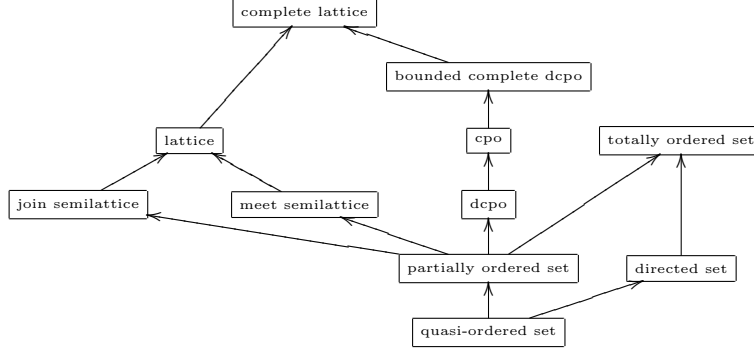 complete lattice
bounded complete dcpo
lattice
cpo
totally ordered set
join semilattice
meet semilattice
dcpo
partially ordered set
directed set
quasi-ordered set